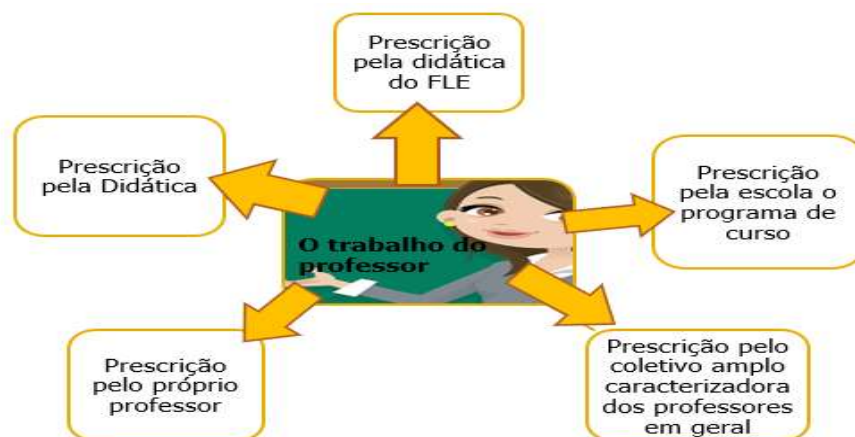 Prescrição
pela didática
do FLE
Prescrição
pela Didática
Prescrição
pela escola o
programa de
curso
O trabalho do
professor
Prescrição
pelo próprio
professor
Prescrição pelo
coletivo amplo
caracterizadora
dos professores
em geral